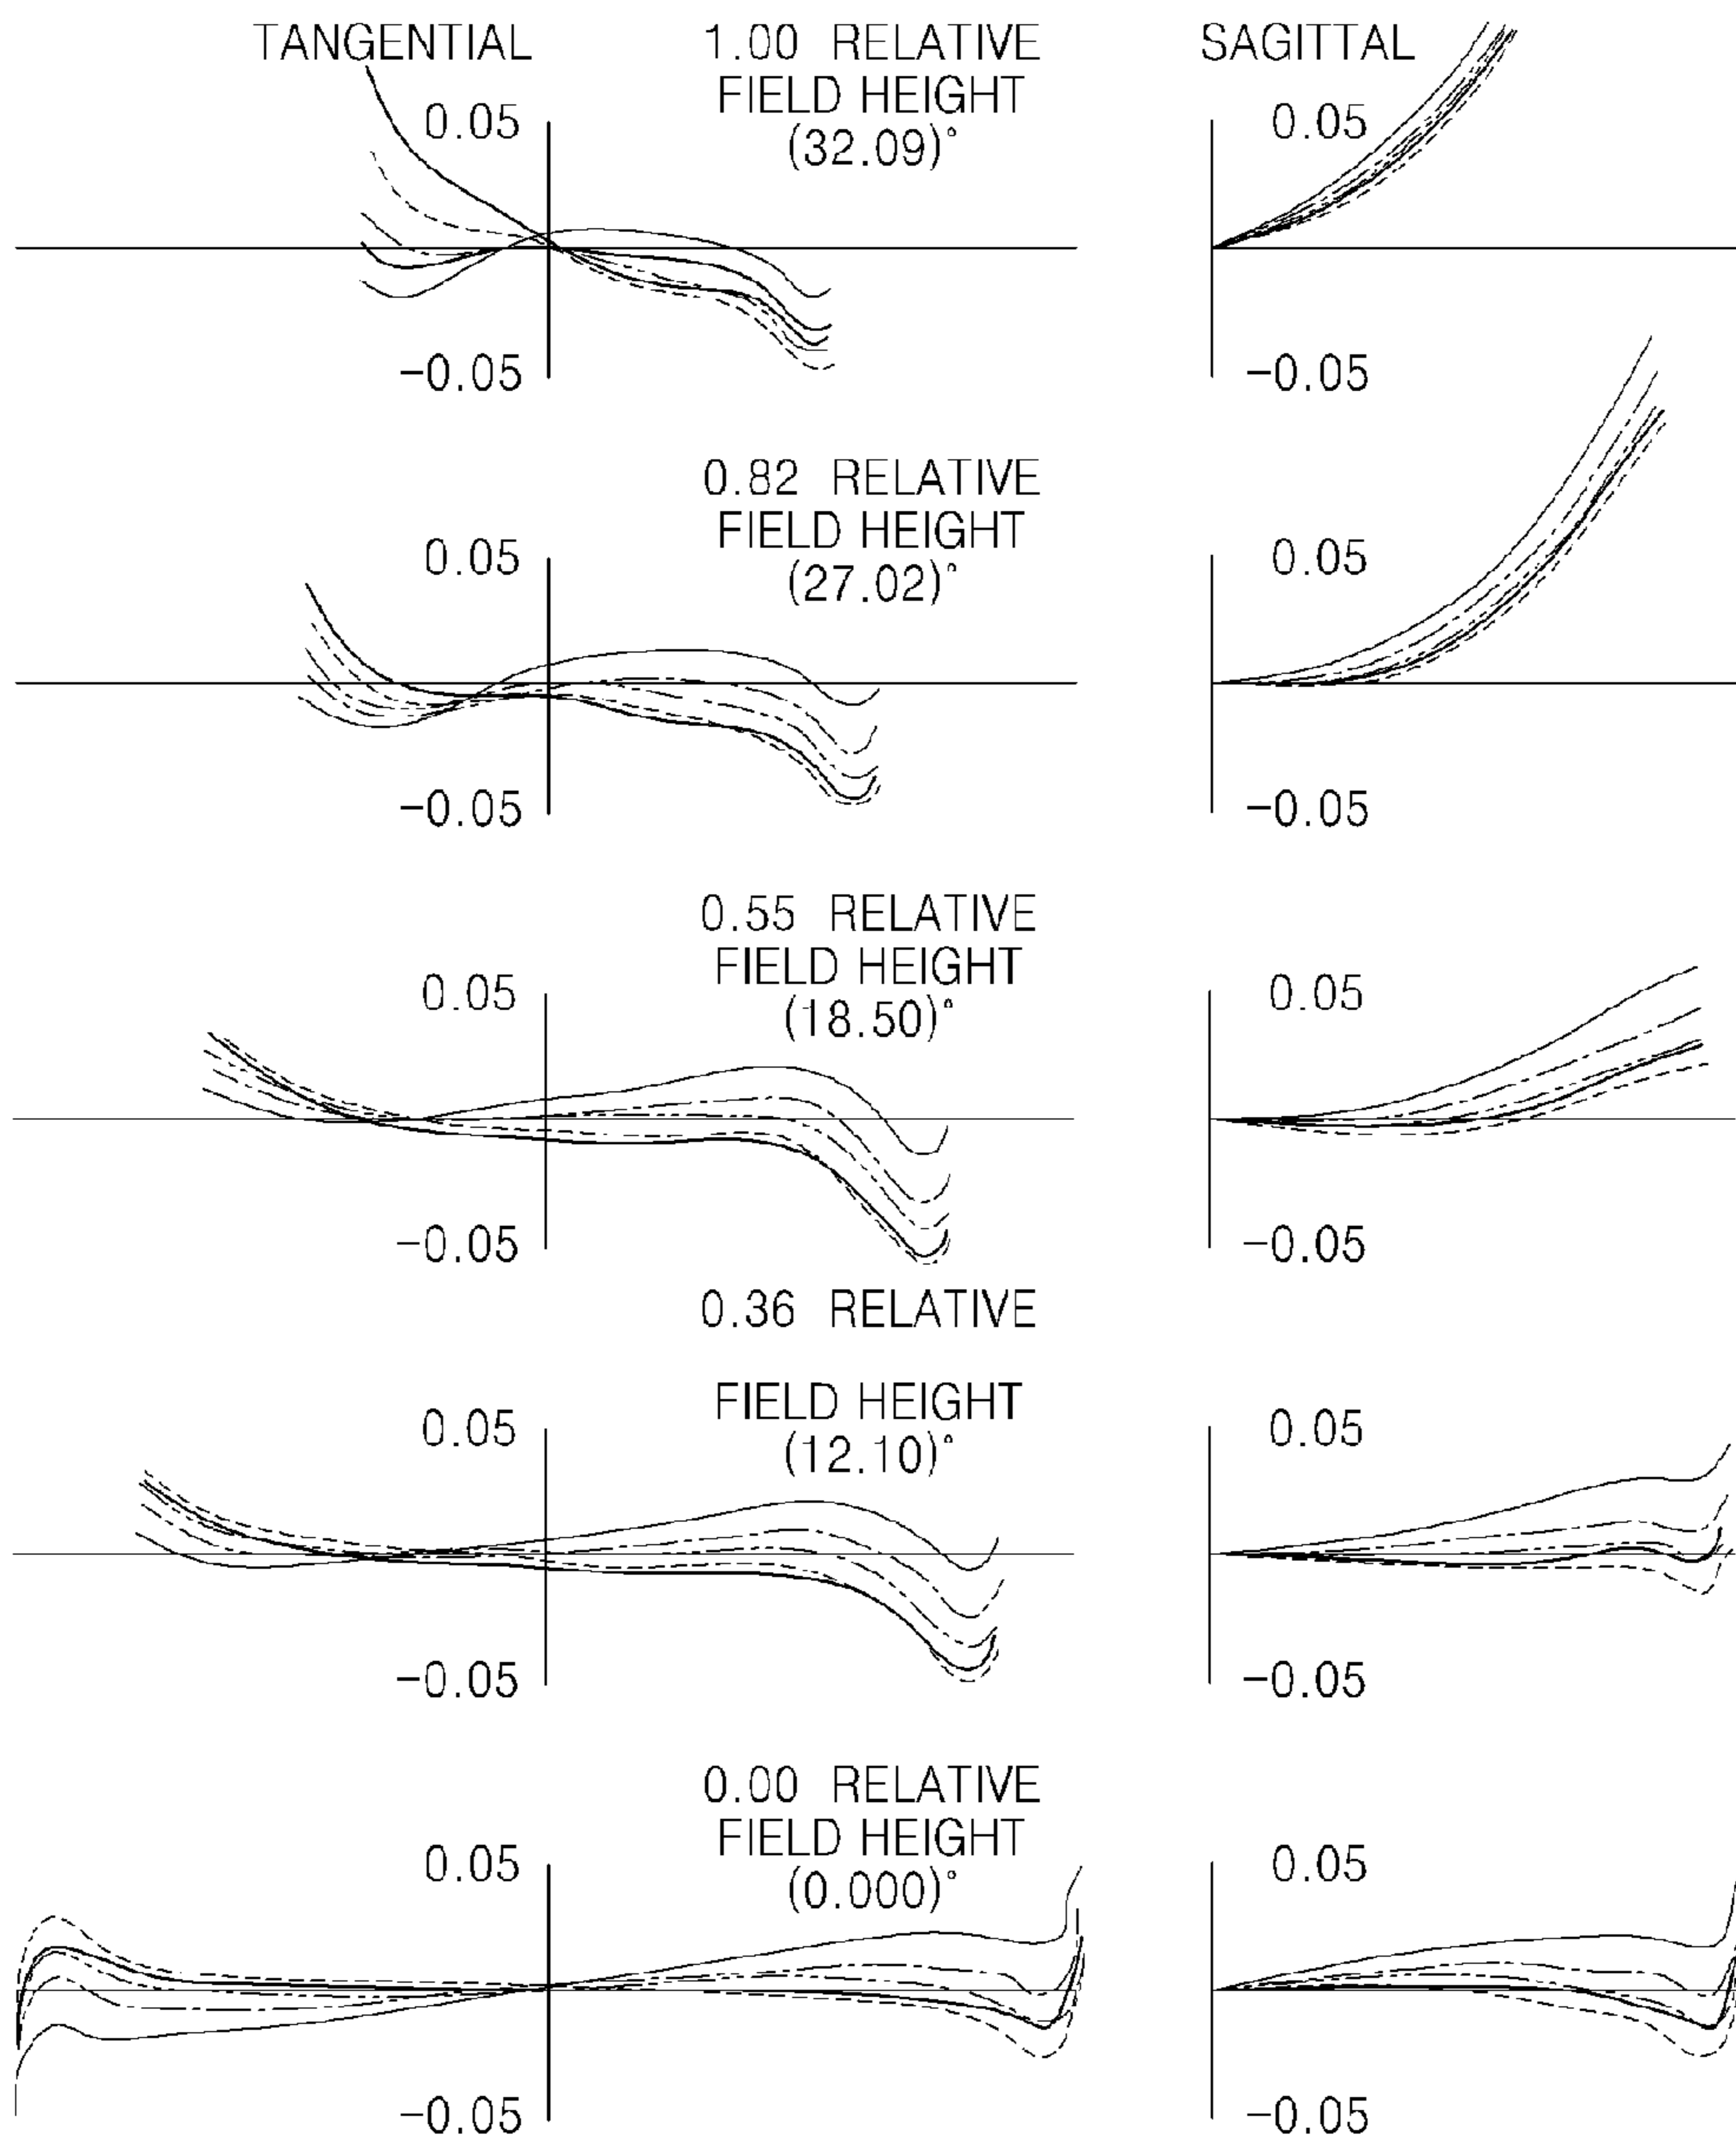 TANGENTIAL 1.00 RELATIVE SAGITTAL
FIELD HEIGHT
0.05 (32.09)° 0.05
-0.05 -0.05
0.82 RELATIVE
FIELD HEIGHT
0.05 (27.02)° 0.05
-0.05 -0.05
0.55 RELATIVE
FIELD HEIGHT
0.05 (18.50)° 0.05
-0.05 -0.05
0.36 RELATIVE
FIELD HEIGHT
0.05 (12.10)° 0.05
-0.05 -0.05
0.00 RELATIVE
FIELD HEIGHT
0.05 (0.000)° 0.05
-0.05 -0.05